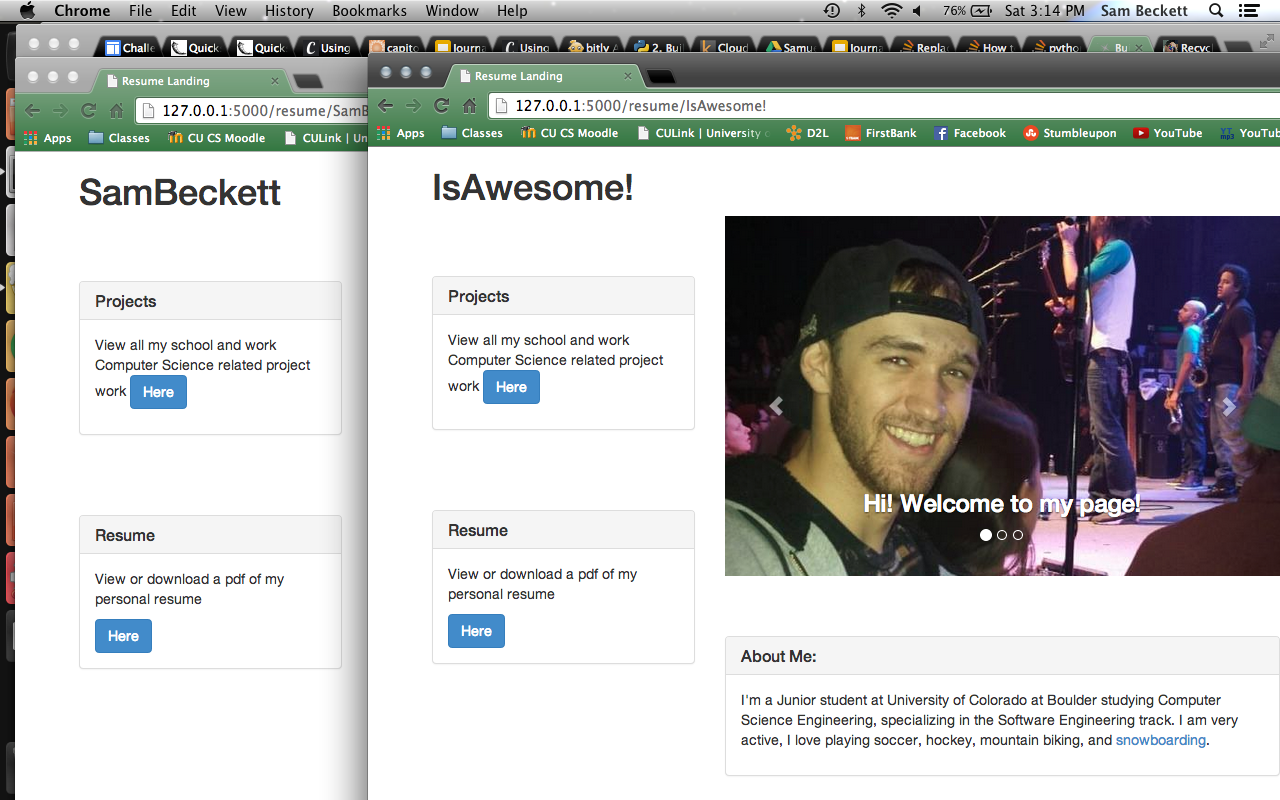 Chrome File Edit View History Bookmarks Window Help 76% Sat 3:14 PM Sam Beckett
Challe Quick Quick Using capito Journa Using bitly A 2. Bui Cloud Samu Journa Repla How t python Bu Recyc
Resume Landing
127.0.0.1:5000/resume/SamB
Apps Classes CU CS Moodle CULink | Un
SamBeckett
Projects
View all my school and work
Computer Science related project
work Here
Resume
View or download a pdf of my
personal resume
Here
Resume Landing
127.0.0.1:5000/resume/IsAwesome!
Apps Classes CU CS Moodle CULink | University D2L FirstBank Facebook Stumbleupon YouTube YT mp3 YouTub
IsAwesome!
Projects
View all my school and work
Computer Science related project
work Here
Resume
View or download a pdf of my
personal resume
Here
Hi! Welcome to my page!
About Me:
I'm a Junior student at University of Colorado at Boulder studying Computer
Science Engineering, specializing in the Software Engineering track. I am very
active, I love playing soccer, hockey, mountain biking, and snowboarding.